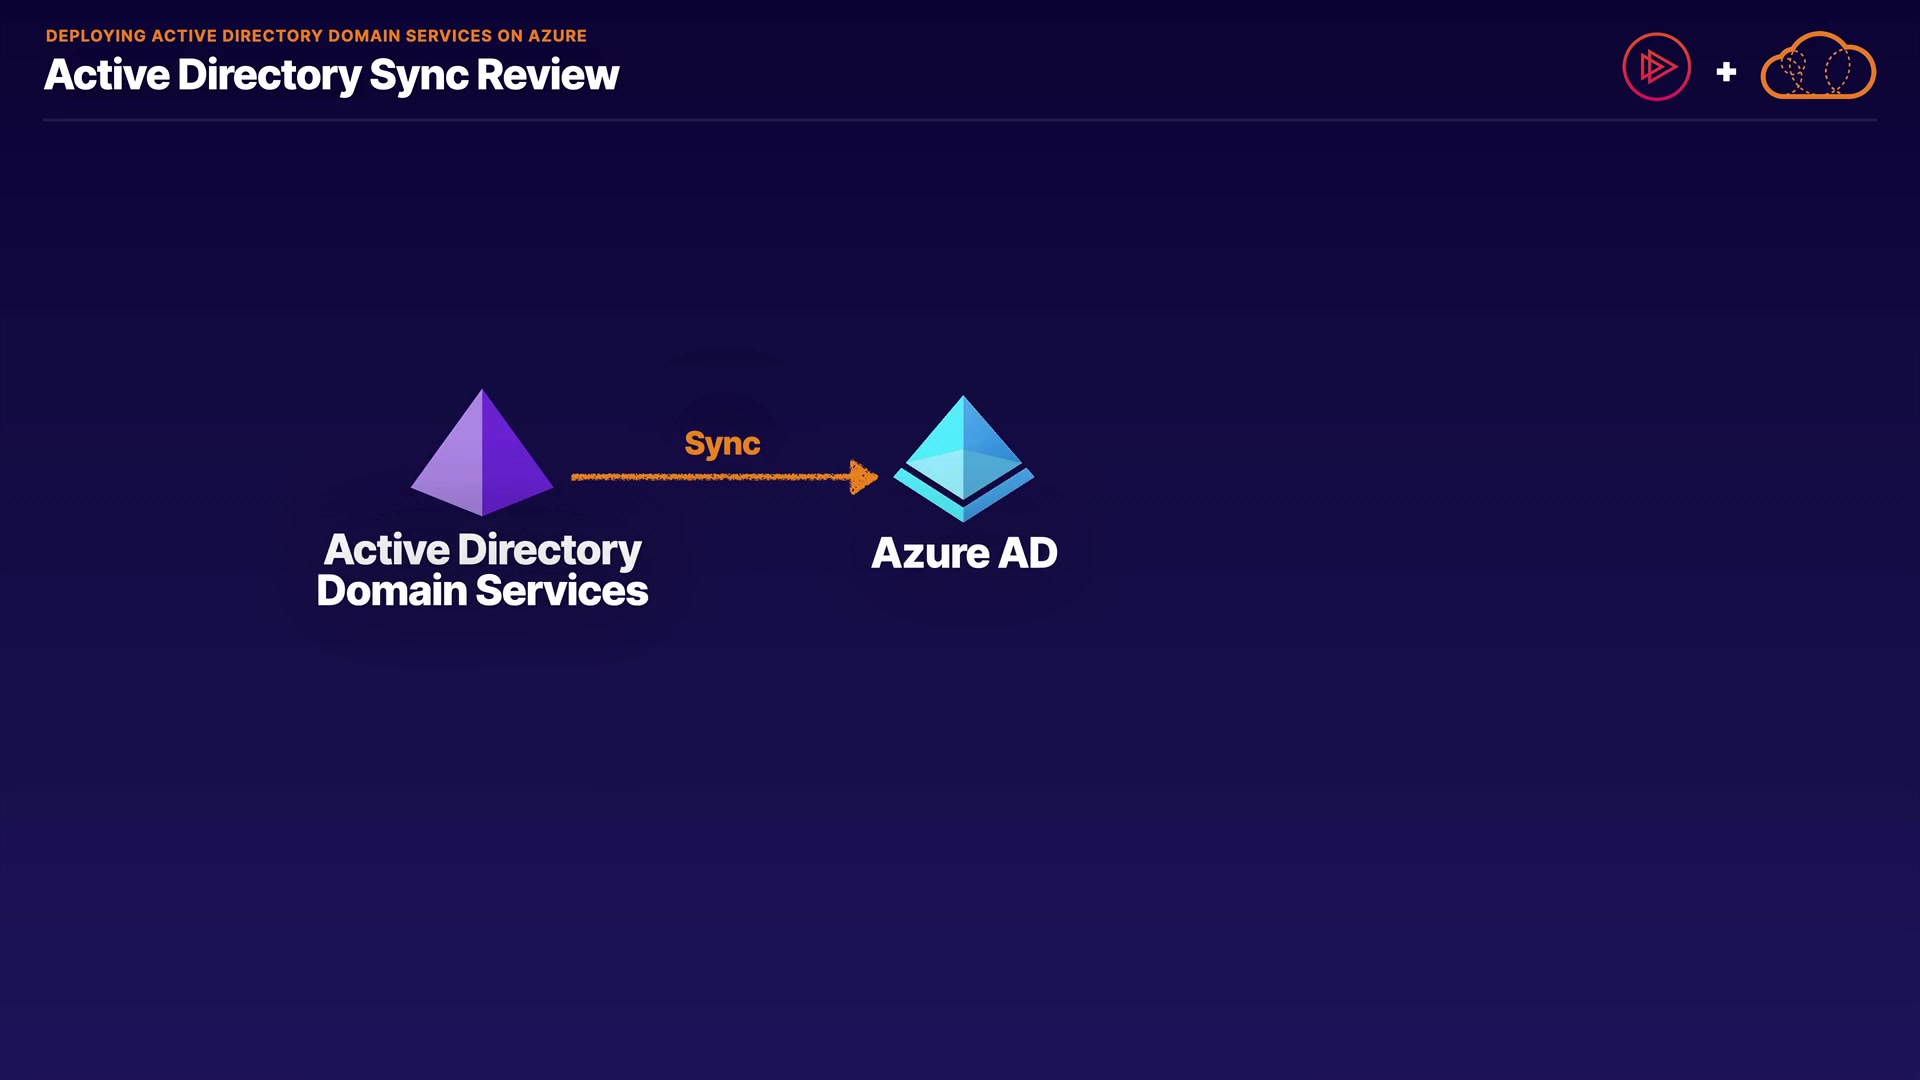 DEPLOYING ACTIVE DIRECTORY DOMAIN SERVICES ON AZURE
Active Directory Sync Review
+
Sync
Active Directory
Domain Services
Azure AD